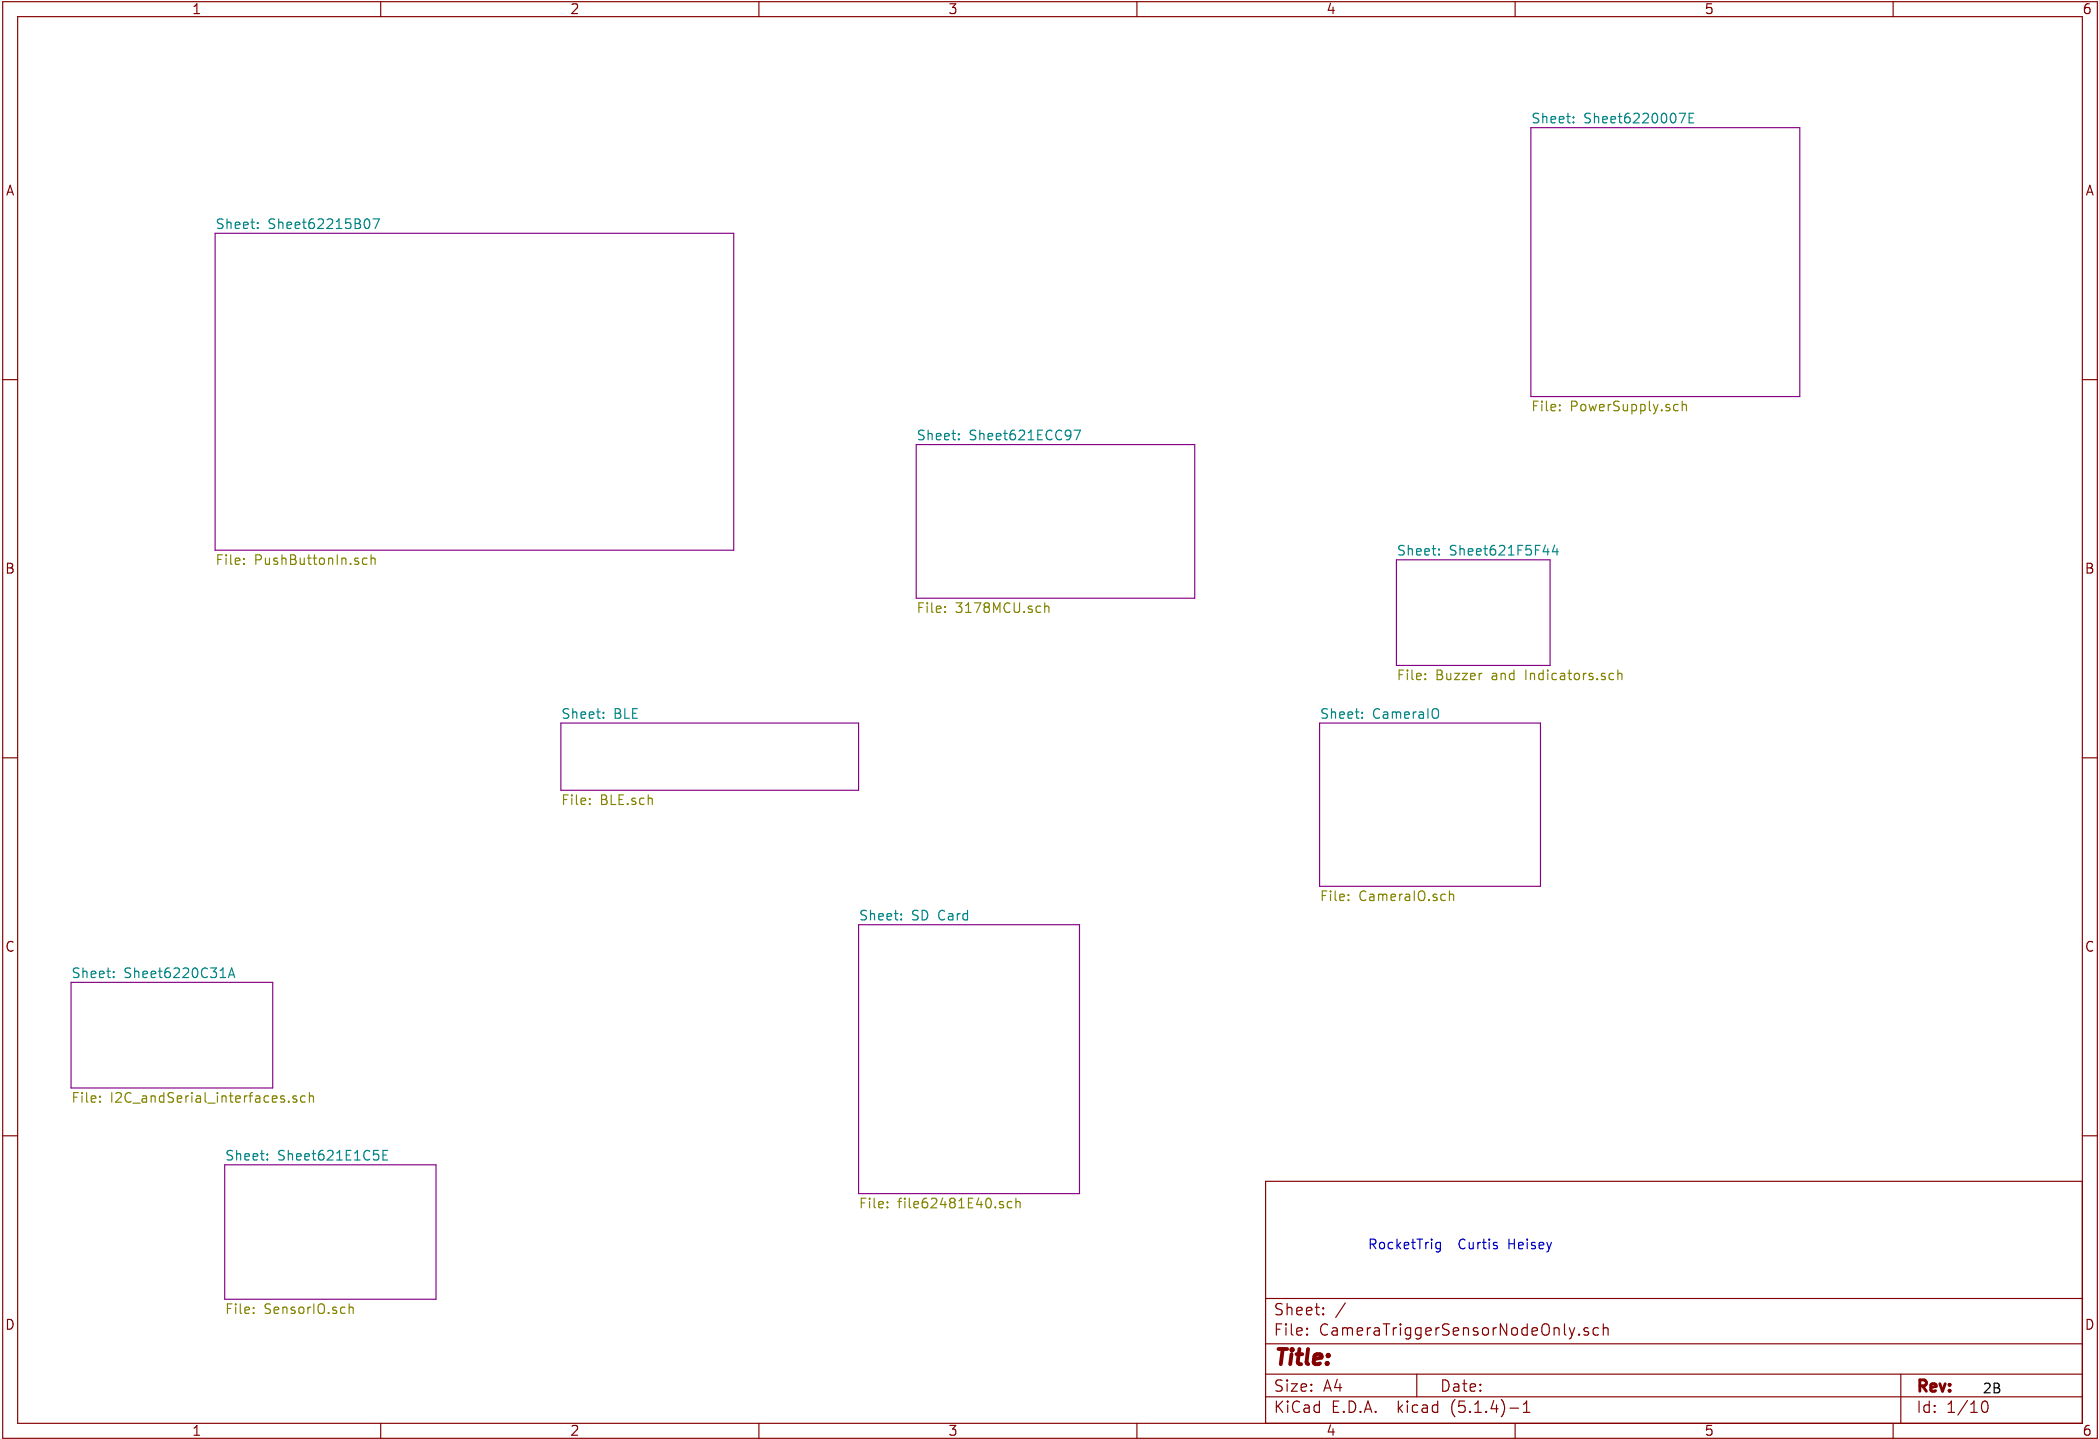 1 2 3 4 5 6
Sheet: Sheet6220007E
A A
Sheet: Sheet62215B07
File: PowerSupply.sch
Sheet: Sheet621ECC97
Sheet: Sheet621F5F44
File: PushButtonIn.sch
B B
File: 3178MCU.sch
File: Buzzer and Indicators.sch
Sheet: BLE
Sheet: CameraIO
File: BLE.sch
File: CameraIO.sch
Sheet: SD Card
C C
Sheet: Sheet6220C31A
File: I2C_andSerial_interfaces.sch
Sheet: Sheet621E1C5E
File: file62481E40.sch
RocketTrig  Curtis Heisey
File: SensorIO.sch
Sheet: /
D D
File: CameraTriggerSensorNodeOnly.sch
Title:
Size: A4 Date: Rev: 2B
KiCad E.D.A.  kicad (5.1.4)-1 Id: 1/10
1 2 3 4 5 6